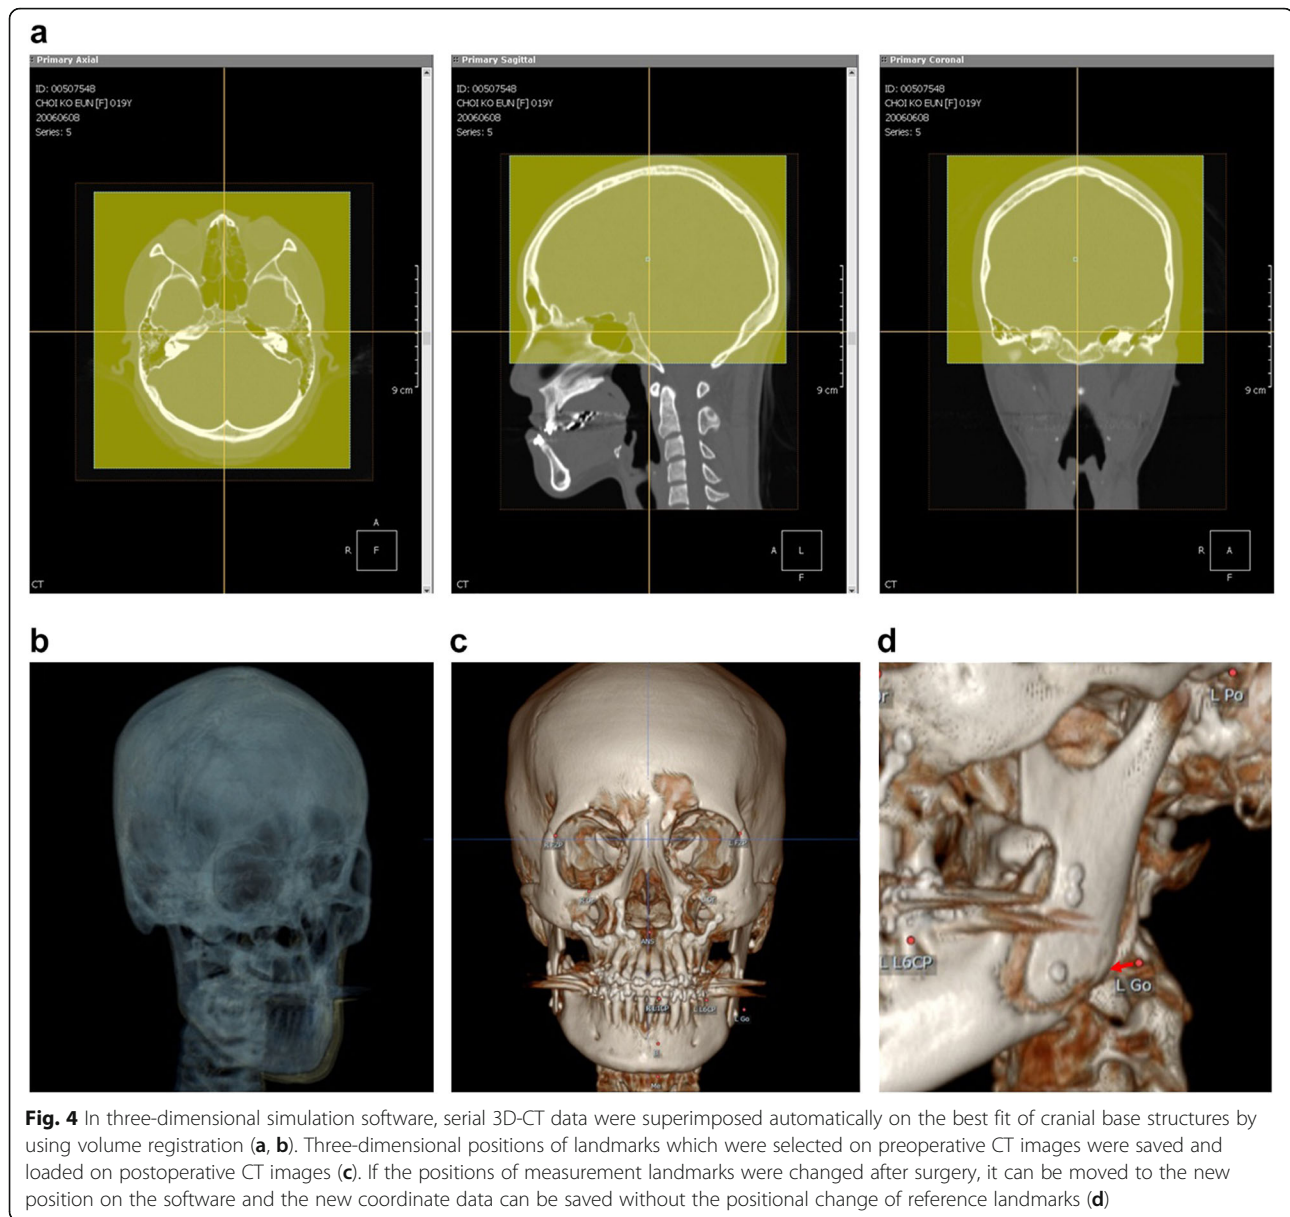 a
Primary Axial
ID: 00507548
CHOI KO EUN [F] 019Y
20060608
Series: 5
9 cm
A
R
F
CT
Primary Sagittal
ID: 00507548
CHOI KO EUN [F] 019Y
20060608
Series: 5
9 cm
A
L
F
CT
Primary Coronal
ID: 00507548
CHOI KO EUN [F] 019Y
20060608
Series: 5
9 cm
R
A
F
CT
b
c
ANS
L L6CP
L Go
d
L Po
L L6CP
L Go
Fig. 4 In three-dimensional simulation software, serial 3D-CT data were superimposed automatically on the best fit of cranial base structures by
using volume registration (a, b). Three-dimensional positions of landmarks which were selected on preoperative CT images were saved and
loaded on postoperative CT images (c). If the positions of measurement landmarks were changed after surgery, it can be moved to the new
position on the software and the new coordinate data can be saved without the positional change of reference landmarks (d)